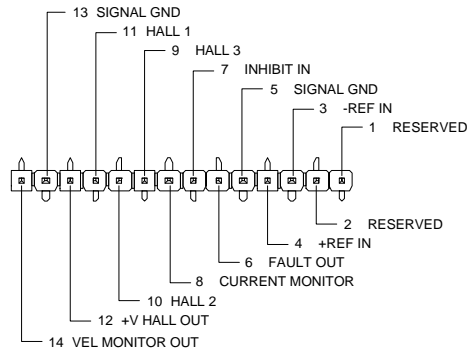 13 SIGNAL GND
11 HALL 1
9 HALL 3
7 INHIBIT IN
5 SIGNAL GND
3 -REF IN
1 RESERVED
2 RESERVED
4 +REF IN
6 FAULT OUT
8 CURRENT MONITOR
10 HALL 2
12 +V HALL OUT
14 VEL MONITOR OUT